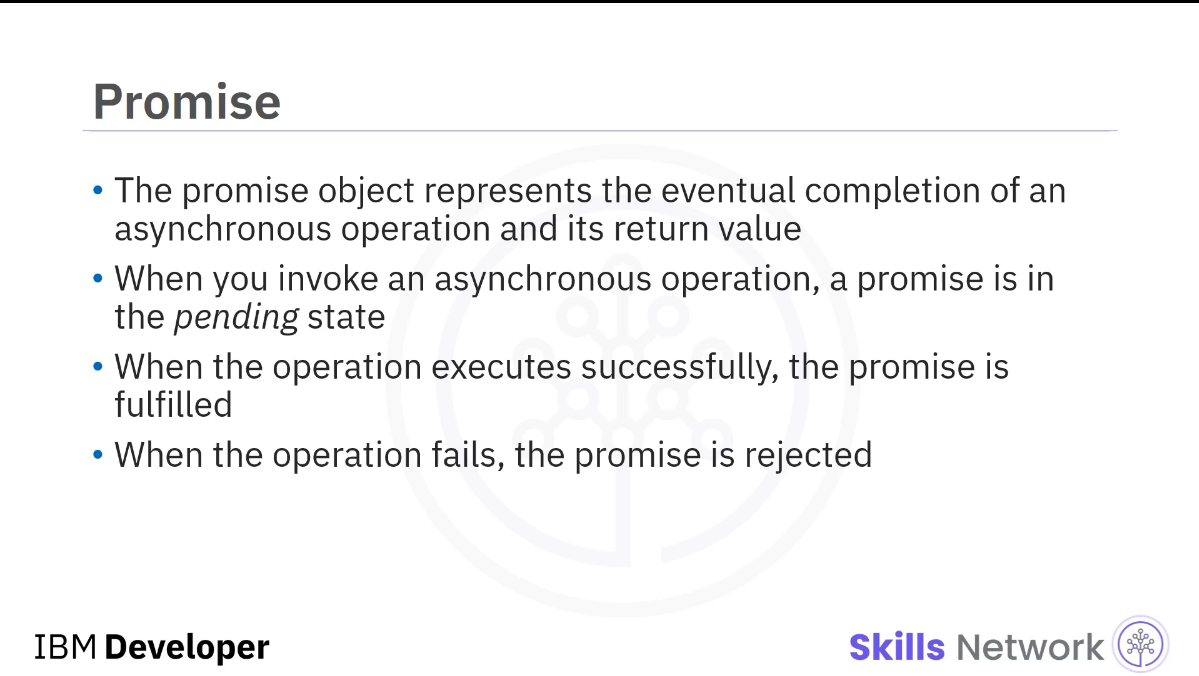 Promise
• The promise object represents the eventual completion of an
asynchronous operation and its return value
• When you invoke an asynchronous operation, a promise is in
the pending state
• When the operation executes successfully, the promise is
fulfilled
• When the operation fails, the promise is rejected
IBM Developer
Skills Network